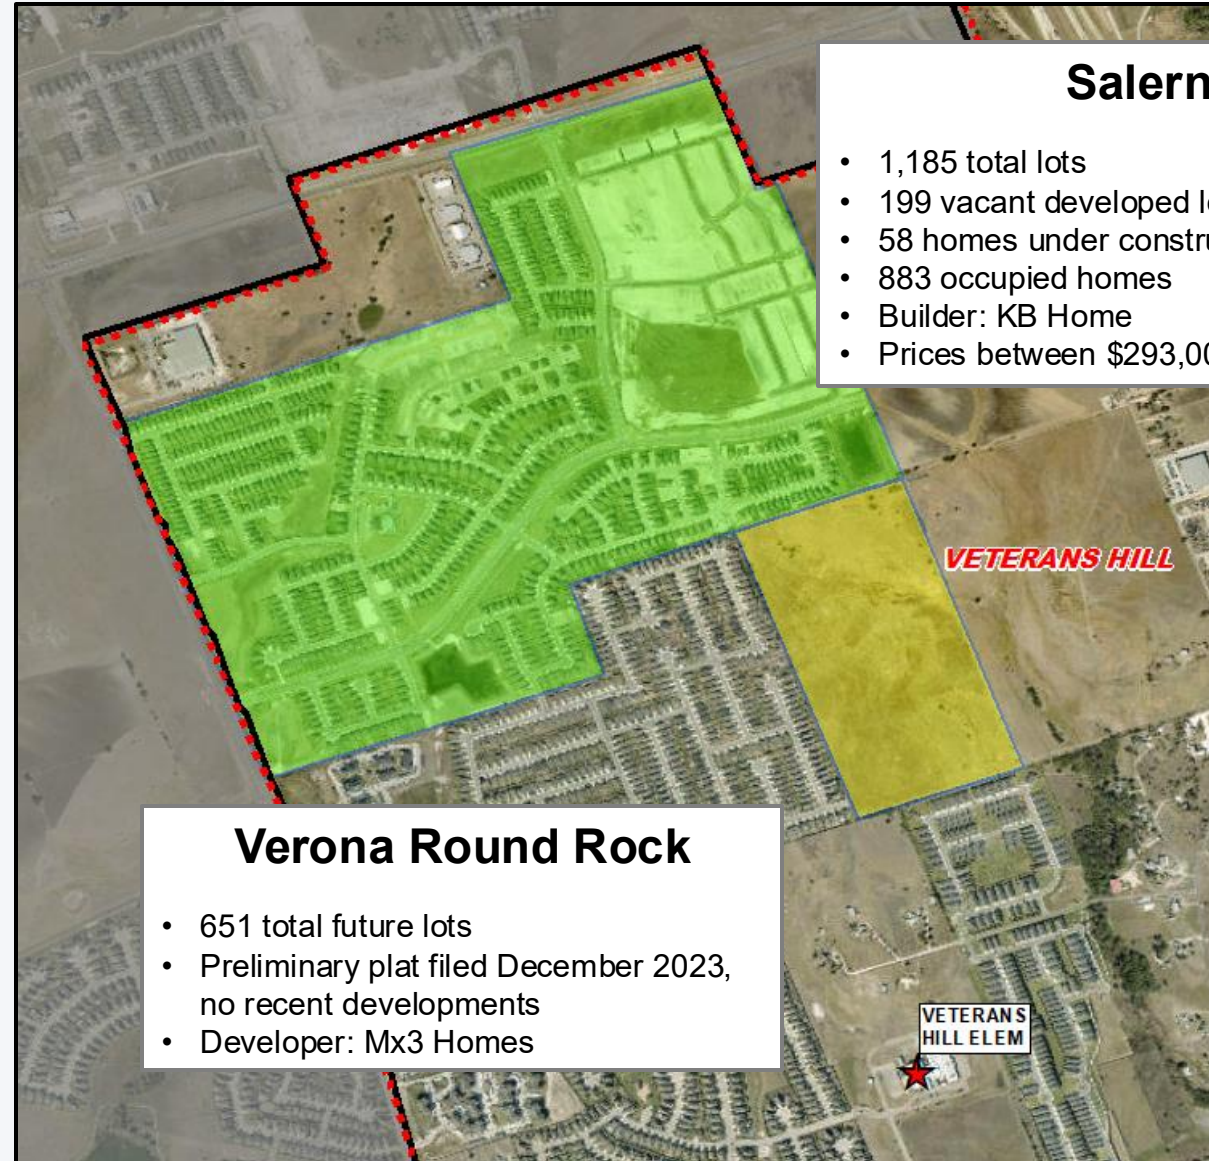 Salern
• 1,185 total lots
• 199 vacant developed
• 58 homes under constru
• 883 occupied homes
• Builder: KB Home
• Prices between $293,00
VETERANS HILL
Verona Round Rock
• 651 total future lots
• Preliminary plat filed December 2023,
no recent developments
• Developer: Mx3 Homes
VETERANS
HILL ELEM